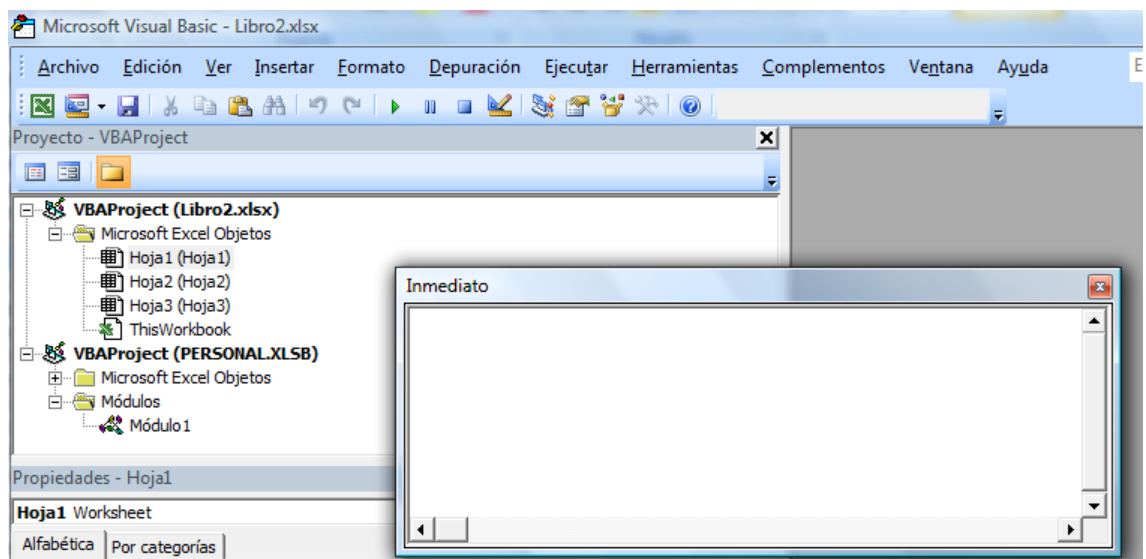 Microsoft Visual Basic - Libro2.xlsx
Archivo Edición Ver Insertar Formato Depuración Ejecutar Herramientas Complementos Ventana Ayuda E
Proyecto - VBAProject
VBAProject (Libro2.xlsx)
Microsoft Excel Objetos
Hoja1 (Hoja1)
Hoja2 (Hoja2)
Hoja3 (Hoja3)
ThisWorkbook
VBAProject (PERSONAL.XLSB)
Microsoft Excel Objetos
Módulos
Módulo1
Inmediato
Propiedades - Hoja1
Hoja1 Worksheet
Alfabética Por categorías